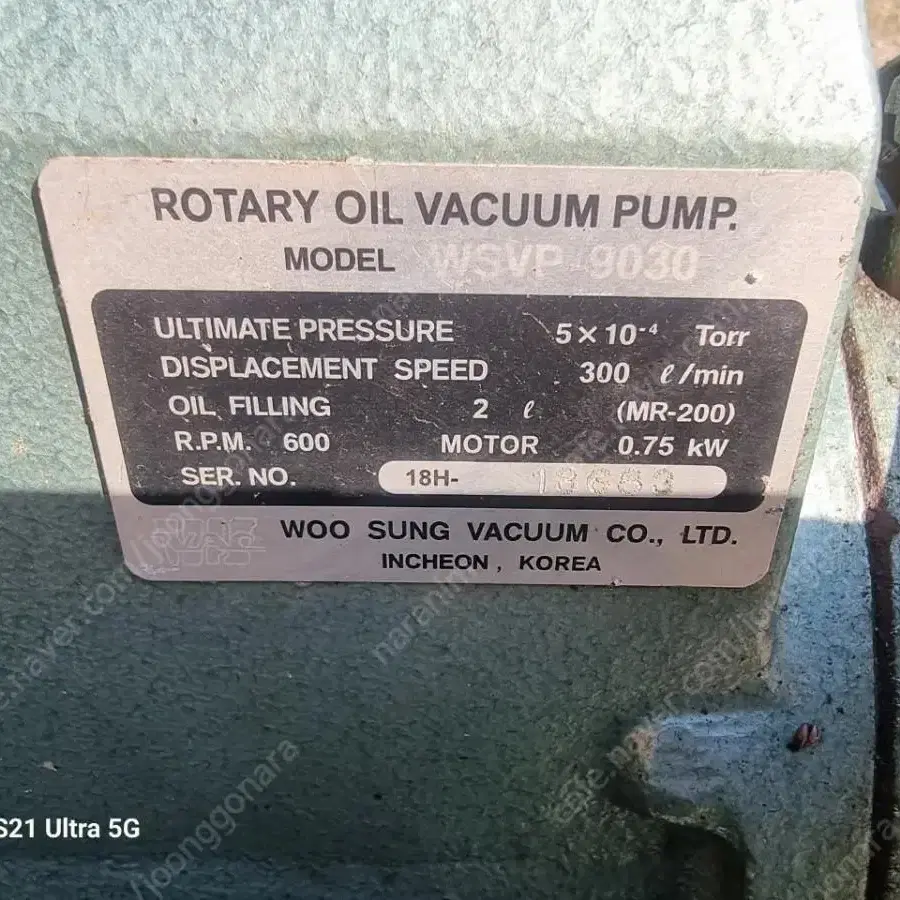 ROTARY OIL VACUUM PUMP.
MODEL WSVP-9030
ULTIMATE PRESSURE 5×10⁻⁴ Torr
DISPLACEMENT SPEED 300 ℓ/min
OIL FILLING 2 ℓ (MR-200)
R.P.M. 600 MOTOR 0.75 kW
SER. NO. 18H-
WOO SUNG VACUUM CO., LTD.
INCHEON, KOREA
S21 Ultra 5G